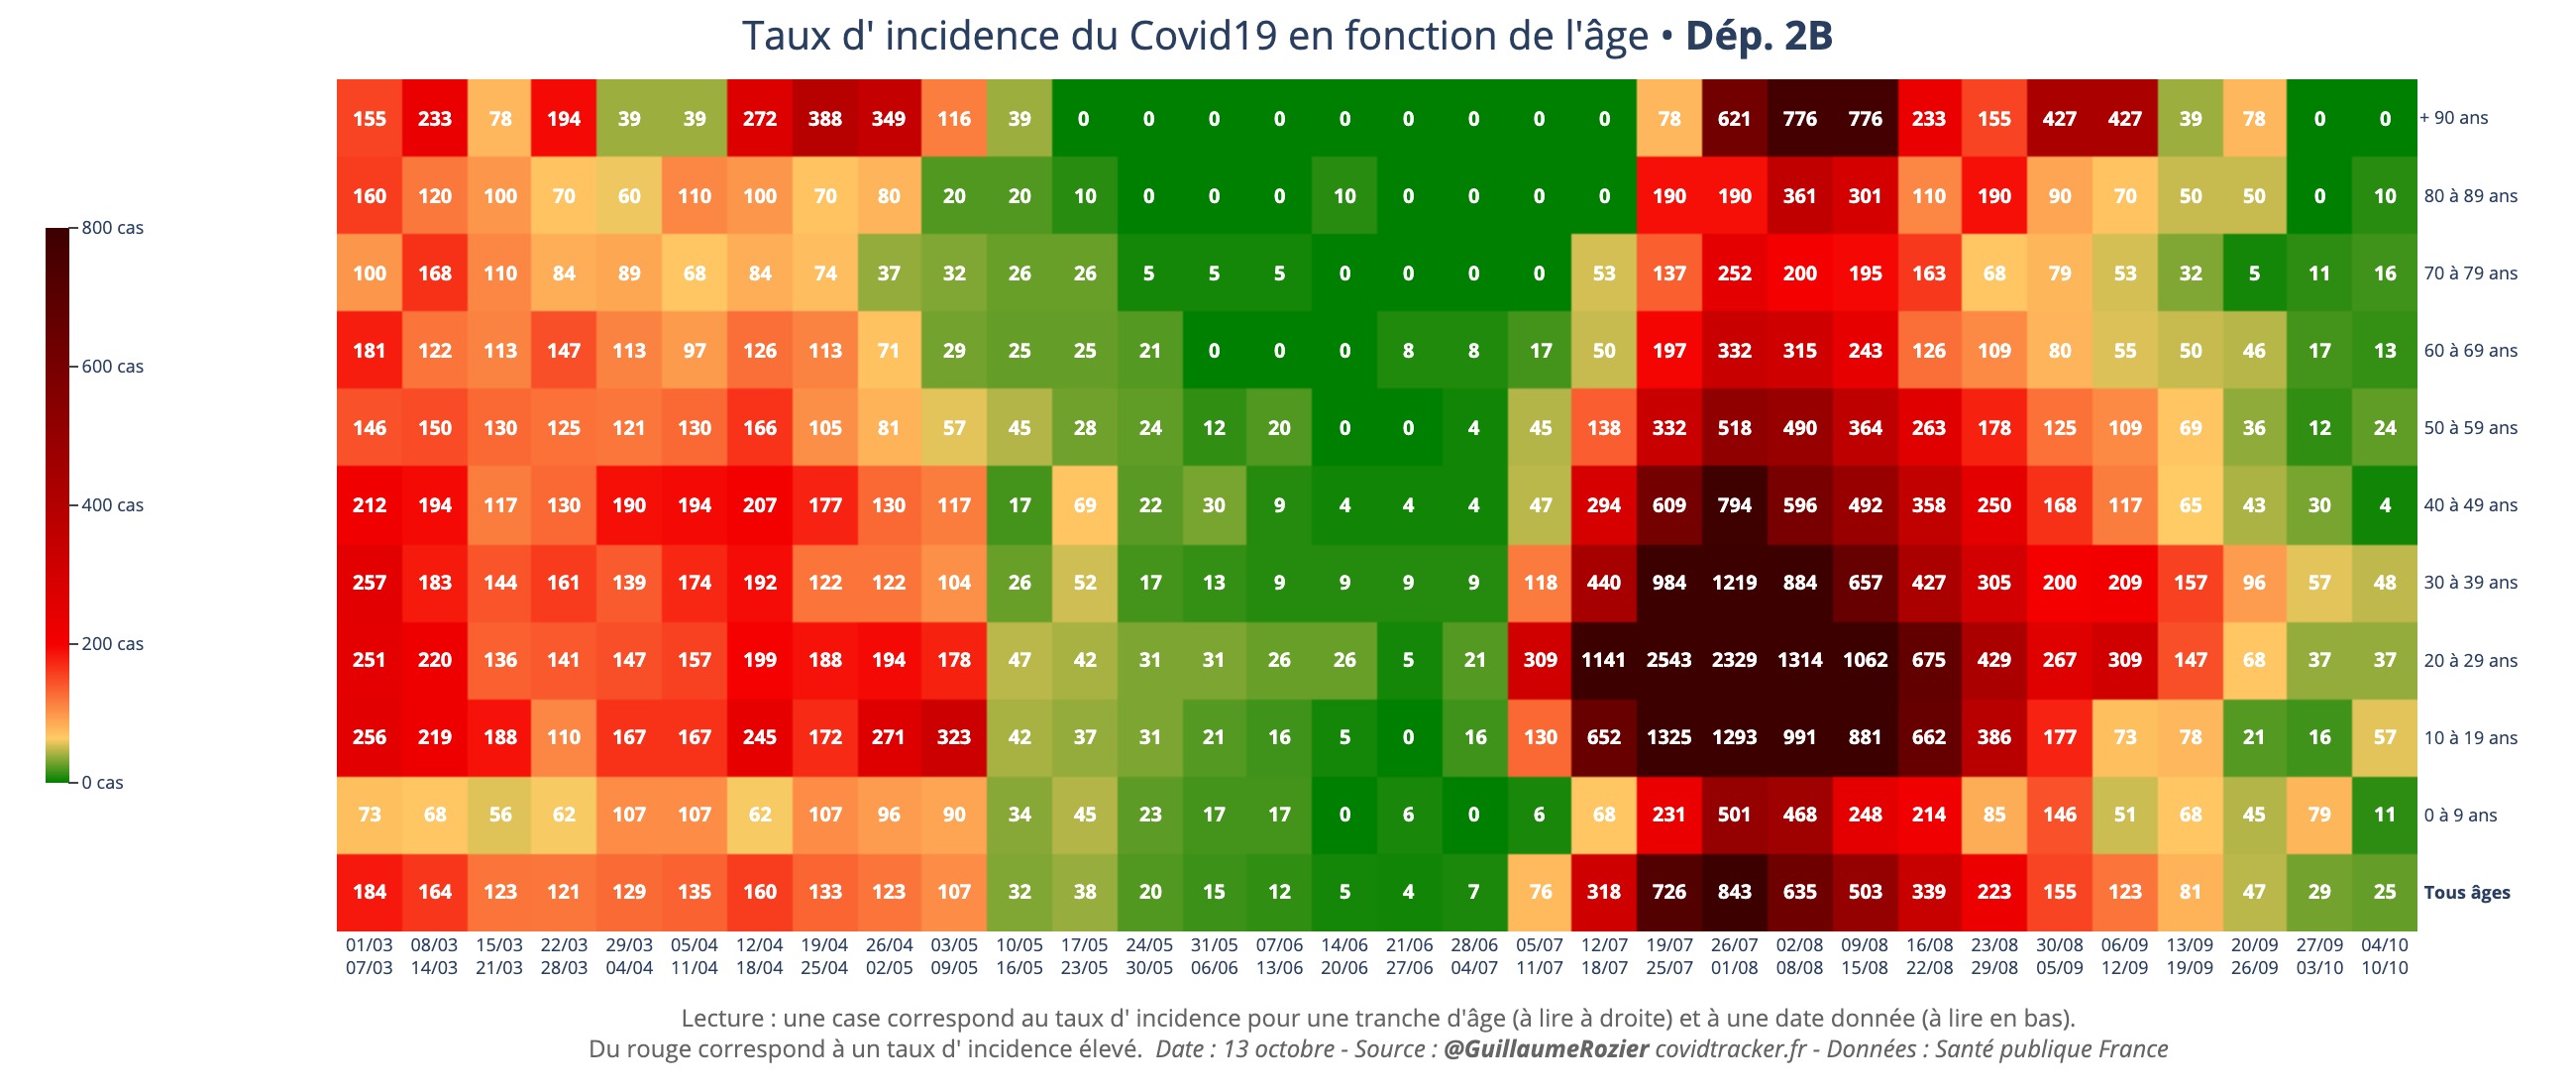 Taux d' incidence du Covid19 en fonction de l'âge • Dép. 2B
800 cas
600 cas
400 cas
200 cas
0 cas
155 233 78 194 39 39 272 388 349 116 39 0 0 0 0 0 0 0 0 0 78 621 776 776 233 155 427 427 39 78 0 0 + 90 ans
160 120 100 70 60 110 100 70 80 20 20 10 0 0 0 10 0 0 0 0 190 190 361 301 110 190 90 70 50 50 0 10 80 à 89 ans
100 168 110 84 89 68 84 74 37 32 26 26 5 5 5 0 0 0 0 53 137 252 200 195 163 68 79 53 32 5 11 16 70 à 79 ans
181 122 113 147 113 97 126 113 71 29 25 25 21 0 0 0 8 8 17 50 197 332 315 243 126 109 80 55 50 46 17 13 60 à 69 ans
146 150 130 125 121 130 166 105 81 57 45 28 24 12 20 0 0 4 45 138 332 518 490 364 263 178 125 109 69 36 12 24 50 à 59 ans
212 194 117 130 190 194 207 177 130 117 17 69 22 30 9 4 4 4 47 294 609 794 596 492 358 250 168 117 65 43 30 4 40 à 49 ans
257 183 144 161 139 174 192 122 122 104 26 52 17 13 9 9 9 9 118 440 984 1219 884 657 427 305 200 209 157 96 57 48 30 à 39 ans
251 220 136 141 147 157 199 188 194 178 47 42 31 31 26 26 5 21 309 1141 2543 2329 1314 1062 675 429 267 309 147 68 37 37 20 à 29 ans
256 219 188 110 167 167 245 172 271 323 42 37 31 21 16 5 0 16 130 652 1325 1293 991 881 662 386 177 73 78 21 16 57 10 à 19 ans
73 68 56 62 107 107 62 107 96 90 34 45 23 17 17 0 6 0 6 68 231 501 468 248 214 85 146 51 68 45 79 11 0 à 9 ans
184 164 123 121 129 135 160 133 123 107 32 38 20 15 12 5 4 7 76 318 726 843 635 503 339 223 155 123 81 47 29 25 Tous âges
01/03 08/03 15/03 22/03 29/03 05/04 12/04 19/04 26/04 03/05 10/05 17/05 24/05 31/05 07/06 14/06 21/06 28/06 05/07 12/07 19/07 26/07 02/08 09/08 16/08 23/08 30/08 06/09 13/09 20/09 27/09 04/10
07/03 14/03 21/03 28/03 04/04 11/04 18/04 25/04 02/05 09/05 16/05 23/05 30/05 06/06 13/06 20/06 27/06 04/07 11/07 18/07 25/07 01/08 08/08 15/08 22/08 29/08 05/09 12/09 19/09 26/09 03/10 10/10
Lecture : une case correspond au taux d' incidence pour une tranche d'âge (à lire à droite) et à une date donnée (à lire en bas).
Du rouge correspond à un taux d' incidence élevé. Date : 13 octobre - Source : @GuillaumeRozier covidtracker.fr - Données : Santé publique France